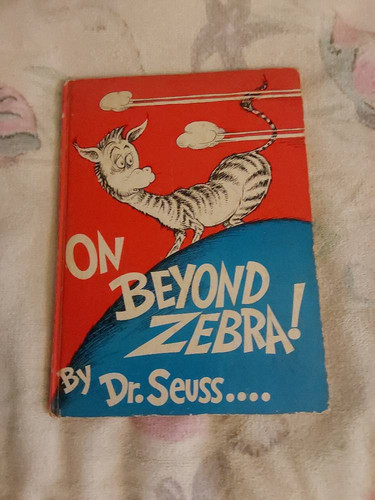 ON
BEYOND
ZEBRA!
By Dr. Seuss....